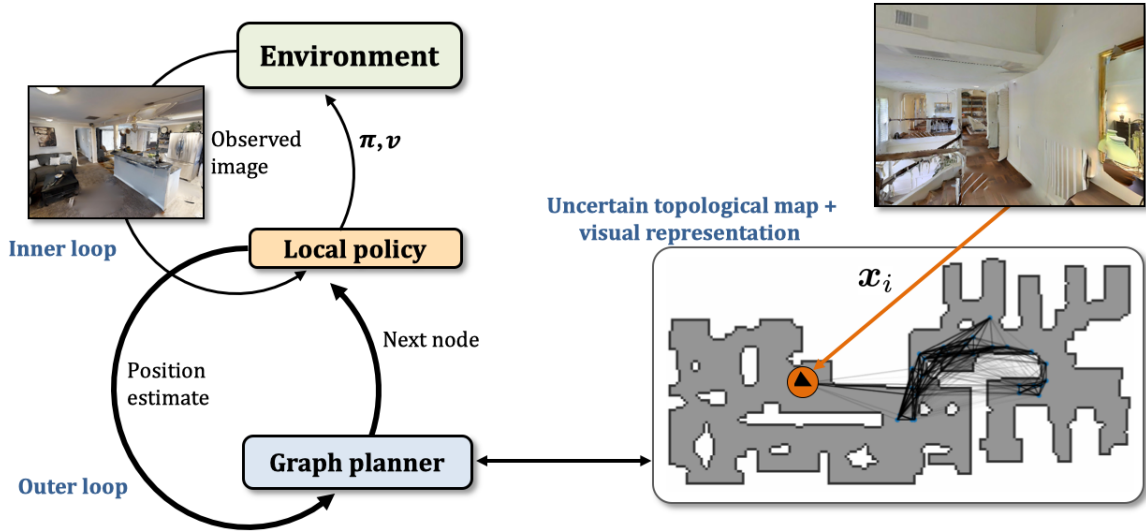 Environment
Observed
image
π, v
Uncertain topological map +
visual representation
Inner loop
Local policy
x_i
Next node
Position
estimate
Graph planner
Outer loop